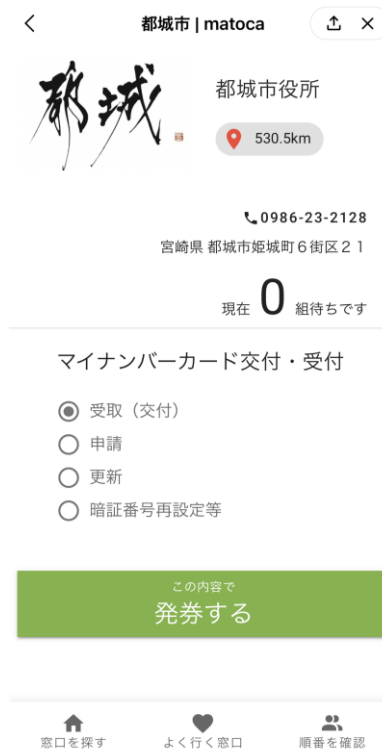 都城市 | matoca
都城
都城市役所
530.5km
0986-23-2128
宮崎県 都城市姫城町６街区２１
現在 0 組待ちです
マイナンバーカード交付・受付
受取（交付）
申請
更新
暗証番号再設定等
この内容で
発券する
窓口を探す
よく行く窓口
順番を確認